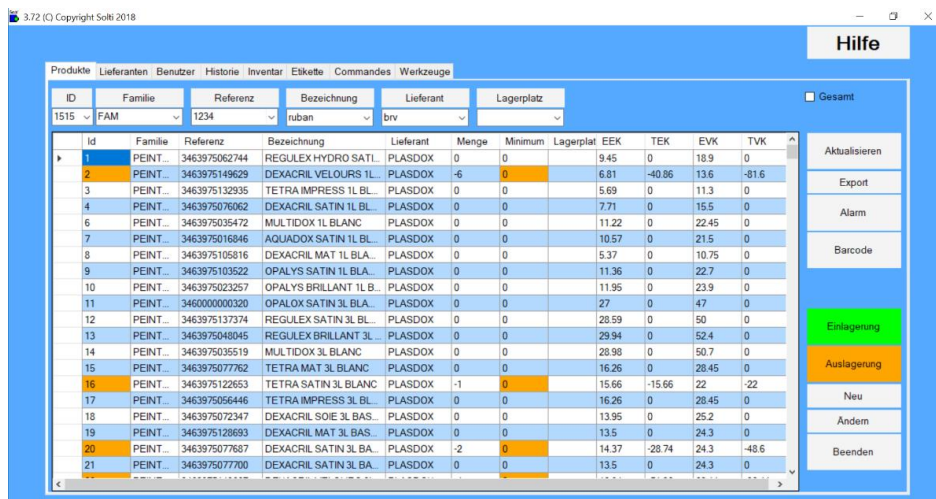 3.72 (C) Copyright Solti 2018
Hilfe
Produkte Lieferanten Benutzer Historie Inventar Etikette Commandes Werkzeuge
ID Familie Referenz Bezeichnung Lieferant Lagerplatz Gesamt
1515 FAM 1234 ruban brv
Id Familie Referenz Bezeichnung Lieferant Menge Minimum Lagerplat EEK TEK EVK TVK
1 PEINT... 3463975062744 REGULEX HYDRO SATI... PLASDOX 0 0 9.45 0 18.9 0
2 PEINT... 3463975149629 DEXACRIL VELOURS 1L... PLASDOX -6 0 6.81 -40.86 13.6 -81.6
3 PEINT... 3463975132935 TETRA IMPRESS 1L BL... PLASDOX 0 0 5.69 0 11.3 0
4 PEINT... 3463975076062 DEXACRIL SATIN 1L BL... PLASDOX 0 0 7.71 0 15.5 0
6 PEINT... 3463975035472 MULTIDOX 1L BLANC PLASDOX 0 0 11.22 0 22.45 0
7 PEINT... 3463975016846 AQUADOX SATIN 1L BL... PLASDOX 0 0 10.57 0 21.5 0
8 PEINT... 3463975105816 DEXACRIL MAT 1L BLA... PLASDOX 0 0 5.37 0 10.75 0
9 PEINT... 3463975103522 OPALYS SATIN 1L BLA... PLASDOX 0 0 11.36 0 22.7 0
10 PEINT... 3463975023257 OPALYS BRILLANT 1L B... PLASDOX 0 0 11.95 0 23.9 0
11 PEINT... 3460000000320 OPALOX SATIN 3L BLA... PLASDOX 0 0 27 0 47 0
12 PEINT... 3463975137374 REGULEX SATIN 3L BL... PLASDOX 0 0 28.59 0 50 0
13 PEINT... 3463975048045 REGULEX BRILLANT 3L ... PLASDOX 0 0 29.94 0 52.4 0
14 PEINT... 3463975035519 MULTIDOX 3L BLANC PLASDOX 0 0 28.98 0 50.7 0
15 PEINT... 3463975077762 TETRA MAT 3L BLANC PLASDOX 0 0 16.26 0 28.45 0
16 PEINT... 3463975122653 TETRA SATIN 3L BLANC PLASDOX -1 0 15.66 -15.66 22 -22
17 PEINT... 3463975056446 TETRA IMPRESS 3L BL... PLASDOX 0 0 16.26 0 28.45 0
18 PEINT... 3463975072347 DEXACRIL SOIE 3L BAS... PLASDOX 0 0 13.95 0 25.2 0
19 PEINT... 3463975128693 DEXACRIL MAT 3L BAS... PLASDOX 0 0 13.5 0 24.3 0
20 PEINT... 3463975077687 DEXACRIL SATIN 3L BA... PLASDOX -2 0 14.37 -28.74 24.3 -48.6
21 PEINT... 3463975077700 DEXACRIL SATIN 3L BA... PLASDOX 0 0 13.5 0 24.3 0
Aktualisieren
Export
Alarm
Barcode
Einlagerung
Auslagerung
Neu
Ändern
Beenden